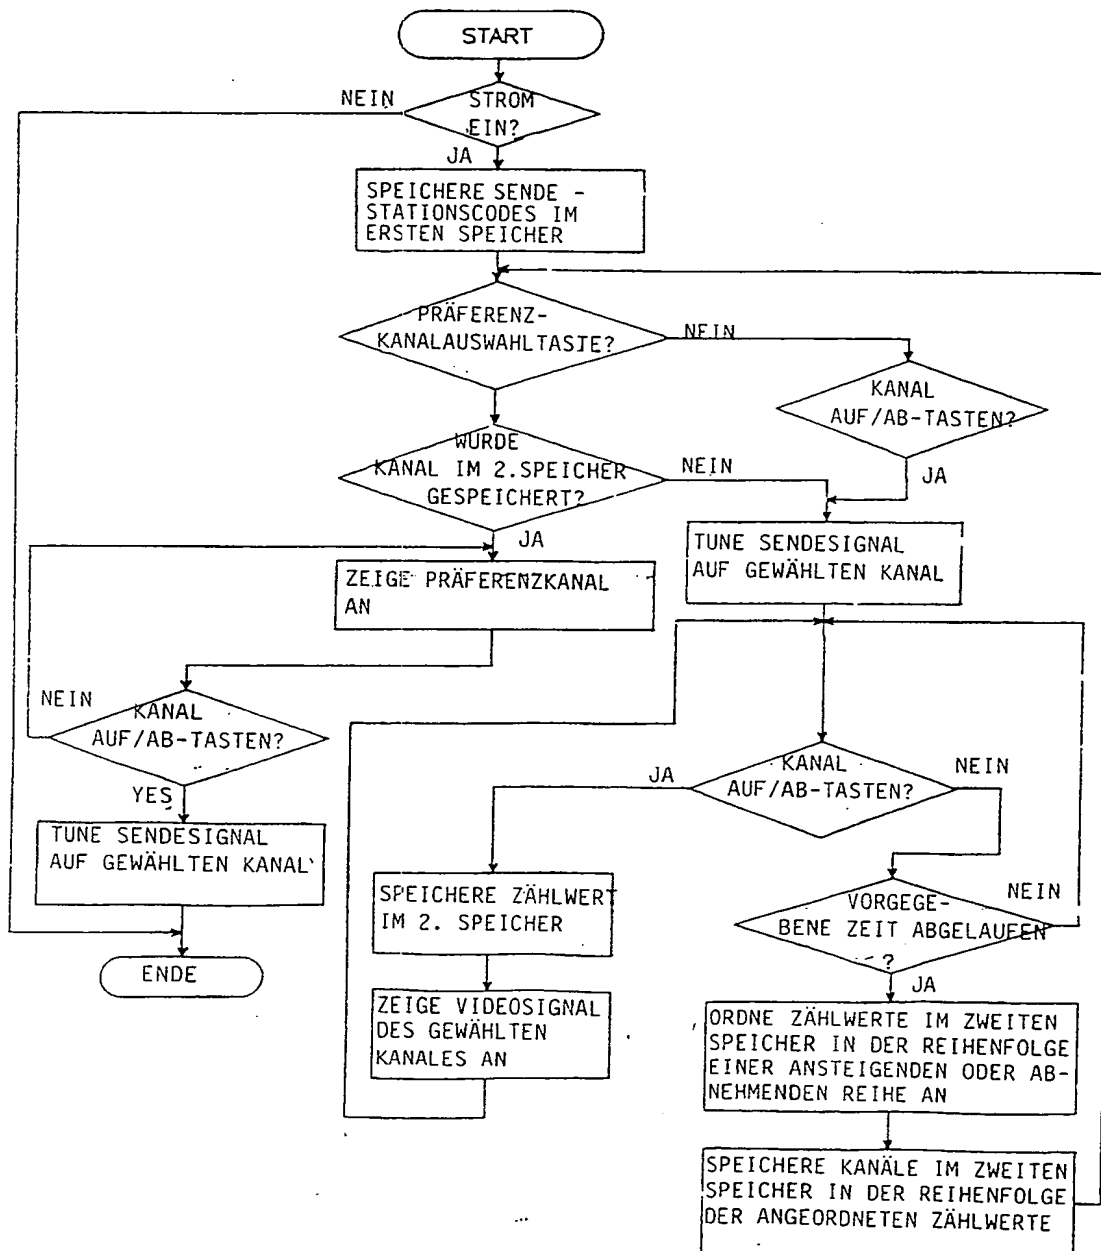 START
NEIN
STROM
EIN?
JA
SPEICHERE SENDE -
STATIONSCODES IM
ERSTEN SPEICHER
PRÄFERENZ-
KANALAUSWAHLTASTE?
NEIN
KANAL
AUF/AB-TASTEN?
JA
WURDE
KANAL IM 2.SPEICHER
GESPEICHERT?
NEIN
JA
TUNE SENDESIGNAL
AUF GEWÄHLTEN KANAL
ZEIGE PRÄFERENZKANAL
AN
NEIN
KANAL
AUF/AB-TASTEN?
YES
TUNE SENDESIGNAL
AUF GEWÄHLTEN KANAL
ENDE
JA
KANAL
AUF/AB-TASTEN?
NEIN
SPEICHERE ZÄHLWERT
IM 2. SPEICHER
ZEIGE VIDEOSIGNAL
DES GEWÄHLTEN
KANALES AN
VORGEGE-
BENE ZEIT ABGELAUFEN
?
NEIN
JA
ORDNE ZÄHLWERTE IM ZWEITEN
SPEICHER IN DER REIHENFOLGE
EINER ANSTEIGENDEN ODER AB-
NEHMENDEN REIHE AN
SPEICHERE KANÄLE IM ZWEITEN
SPEICHER IN DER REIHENFOLGE
DER ANGEORDNETEN ZÄHLWERTE